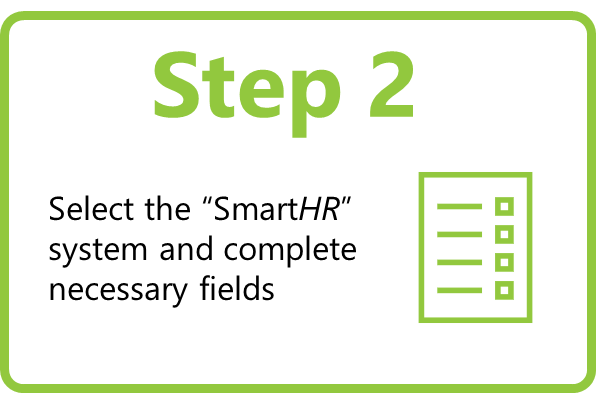 Step 2
Select the “SmartHR”
system and complete
necessary fields